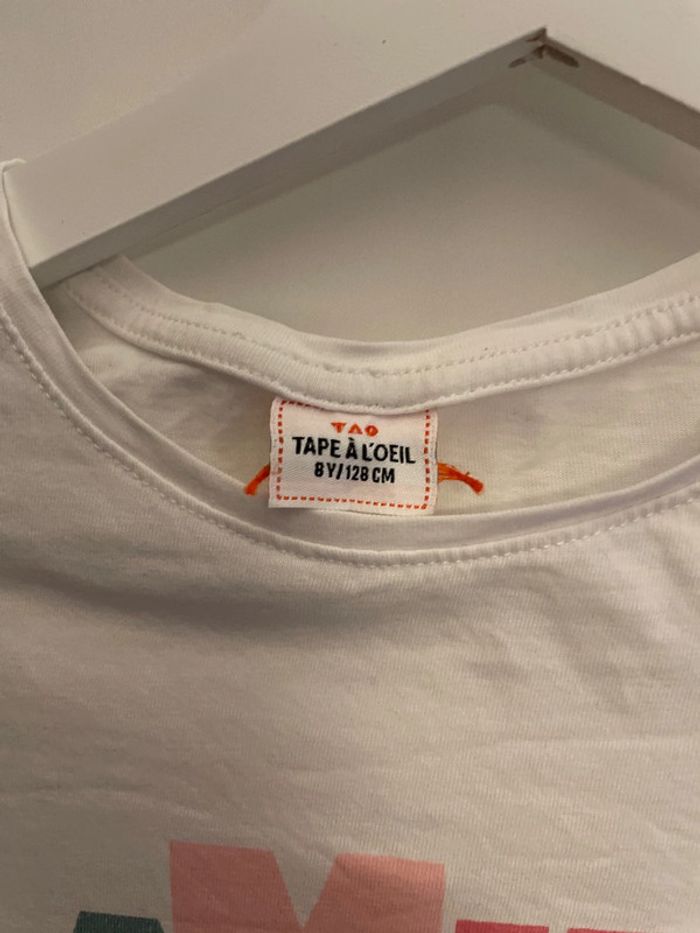 TAO
TAPE À L'OEIL
8Y/128 CM